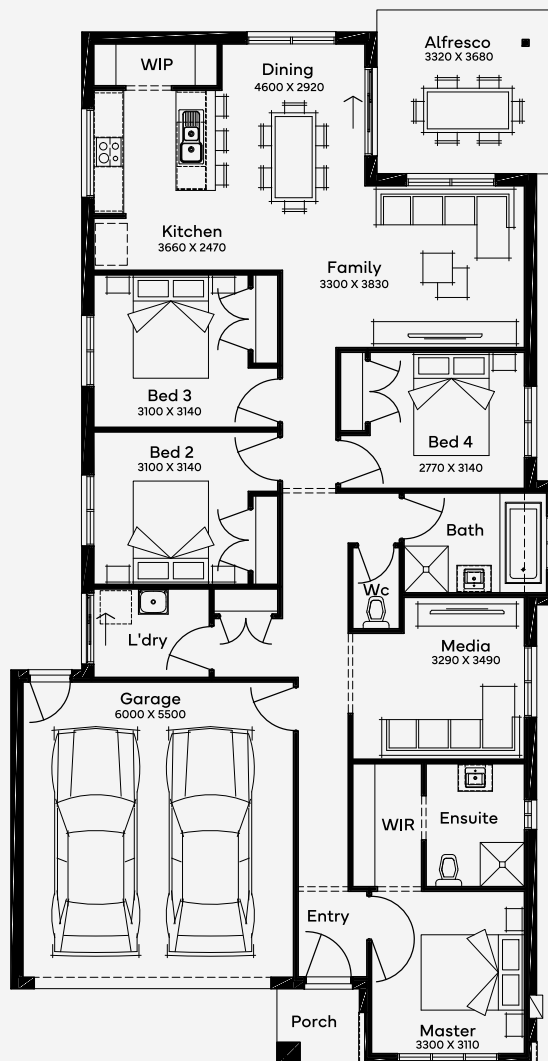 Alfresco
3320 X 3680
WIP
Dining
4600 X 2920
Kitchen
3660 X 2470
Family
3300 X 3830
Bed 3
3100 X 3140
Bed 4
2770 X 3140
Bed 2
3100 X 3140
Bath
Wc
L'dry
Media
3290 X 3490
Garage
6000 X 5500
WIR
Ensuite
Entry
Porch
Master
3300 X 3110